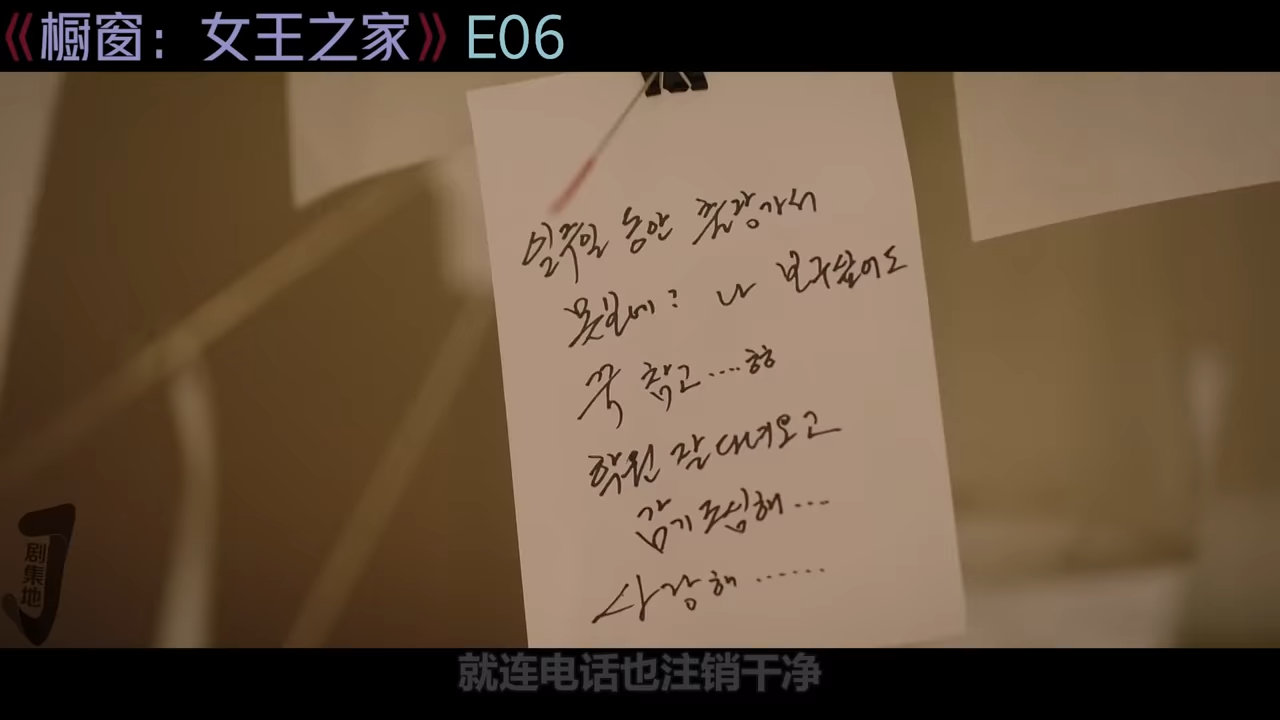 《橱窗：女王之家》 E06
일주일 동안 출장가서
못보네? 나 보구싶어도
꾹 참고....ㅎㅎ
학원 잘 다녀오고
감기조심해...
사랑해......
剧集地
就连电话也注销干净